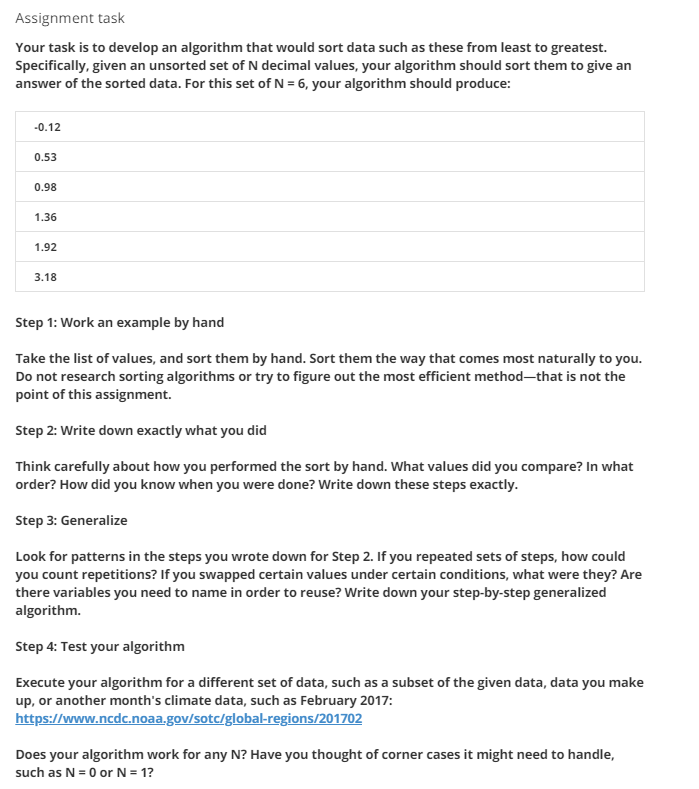 Assignment task
Your task is to develop an algorithm that would sort data such as these from least to greatest.
Specifically, given an unsorted set of N decimal values, your algorithm should sort them to give an
answer of the sorted data. For this set of N = 6, your algorithm should produce:
-0.12
0.53
0.98
1.36
1.92
3.18
Step 1: Work an example by hand
Take the list of values, and sort them by hand. Sort them the way that comes most naturally to you.
Do not research sorting algorithms or try to figure out the most efficient method—that is not the
point of this assignment.
Step 2: Write down exactly what you did
Think carefully about how you performed the sort by hand. What values did you compare? In what
order? How did you know when you were done? Write down these steps exactly.
Step 3: Generalize
Look for patterns in the steps you wrote down for Step 2. If you repeated sets of steps, how could
you count repetitions? If you swapped certain values under certain conditions, what were they? Are
there variables you need to name in order to reuse? Write down your step-by-step generalized
algorithm.
Step 4: Test your algorithm
Execute your algorithm for a different set of data, such as a subset of the given data, data you make
up, or another month's climate data, such as February 2017:
https://www.ncdc.noaa.gov/sotc/global-regions/201702
Does your algorithm work for any N? Have you thought of corner cases it might need to handle,
such as N = 0 or N = 1?